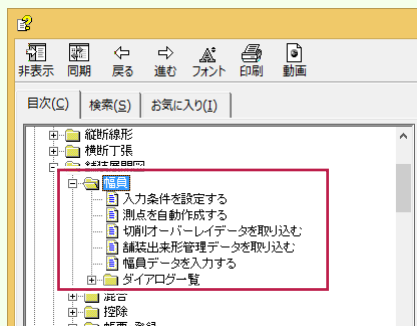 非表示 同期 戻る 進む フォント 印刷 動画
目次(C) 検索(S) お気に入り(I)
縦断線形
横断丁張
舗装展開図
幅員
入力条件を設定する
測点を自動作成する
切削オーバーレイデータを取り込む
舗装出来形管理データを取り込む
幅員データを入力する
ダイアログ一覧
混合
控除